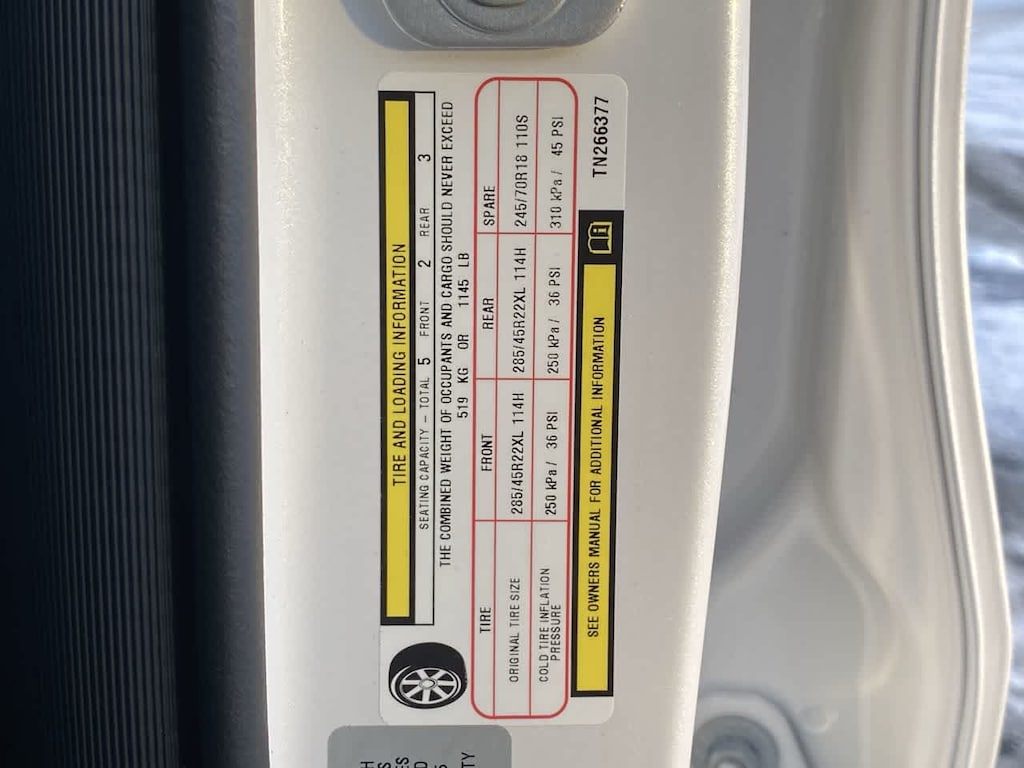 TIRE AND LOADING INFORMATION
SEATING CAPACITY – TOTAL 5 FRONT 2 REAR 3
THE COMBINED WEIGHT OF OCCUPANTS AND CARGO SHOULD NEVER EXCEED
519 KG OR 1145 LB
TIRE FRONT REAR SPARE
ORIGINAL TIRE SIZE 285/45R22XL 114H 285/45R22XL 114H 245/70R18 110S
COLD TIRE INFLATION PRESSURE 250 kPa / 36 PSI 250 kPa / 36 PSI 310 kPa / 45 PSI
SEE OWNERS MANUAL FOR ADDITIONAL INFORMATION
TN266377